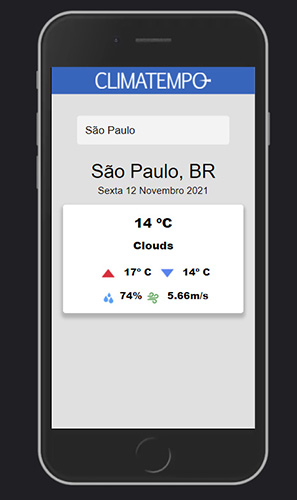 CLIMATEMPO
São Paulo
São Paulo, BR
Sexta 12 Novembro 2021
14 ºC
Clouds
17º C 14º C
74% 5.66m/s